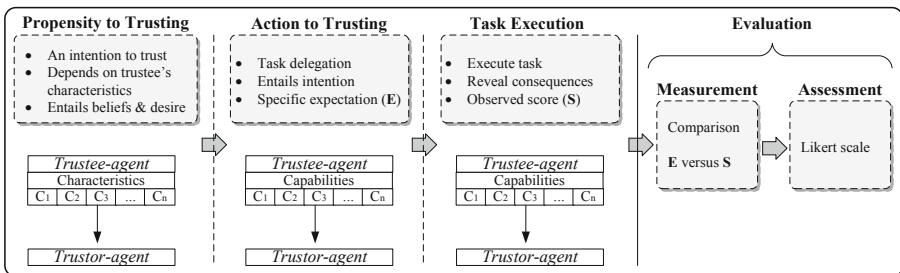 Propensity to Trusting
• An intention to trust
• Depends on trustee's
characteristics
• Entails beliefs & desire
Trustee-agent
Characteristics
C1 C2 C3 ... Cn
Trustor-agent
Action to Trusting
• Task delegation
• Entails intention
• Specific expectation (E)
Trustee-agent
Capabilities
C1 C2 C3 ... Cn
Trustor-agent
Task Execution
• Execute task
• Reveal consequences
• Observed score (S)
Trustee-agent
Capabilities
C1 C2 C3 ... Cn
Trustor-agent
Evaluation
Measurement
Comparison
E versus S
Assessment
Likert scale